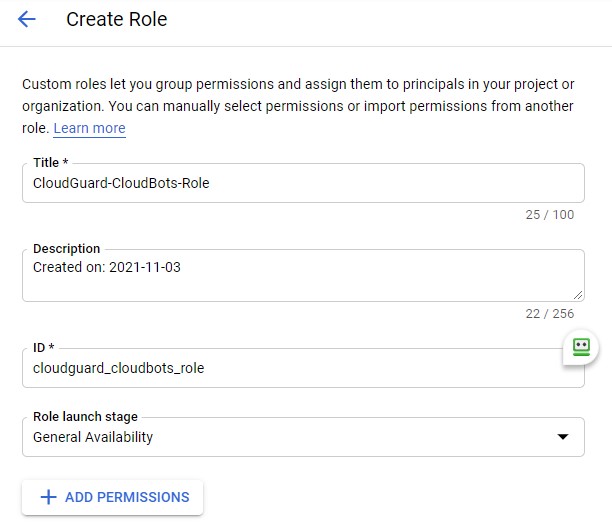 Create Role
Custom roles let you group permissions and assign them to principals in your project or
organization. You can manually select permissions or import permissions from another
role. Learn more
Title *
CloudGuard-CloudBots-Role
25 / 100
Description
Created on: 2021-11-03
22 / 256
ID *
cloudguard_cloudbots_role
Role launch stage
General Availability
ADD PERMISSIONS